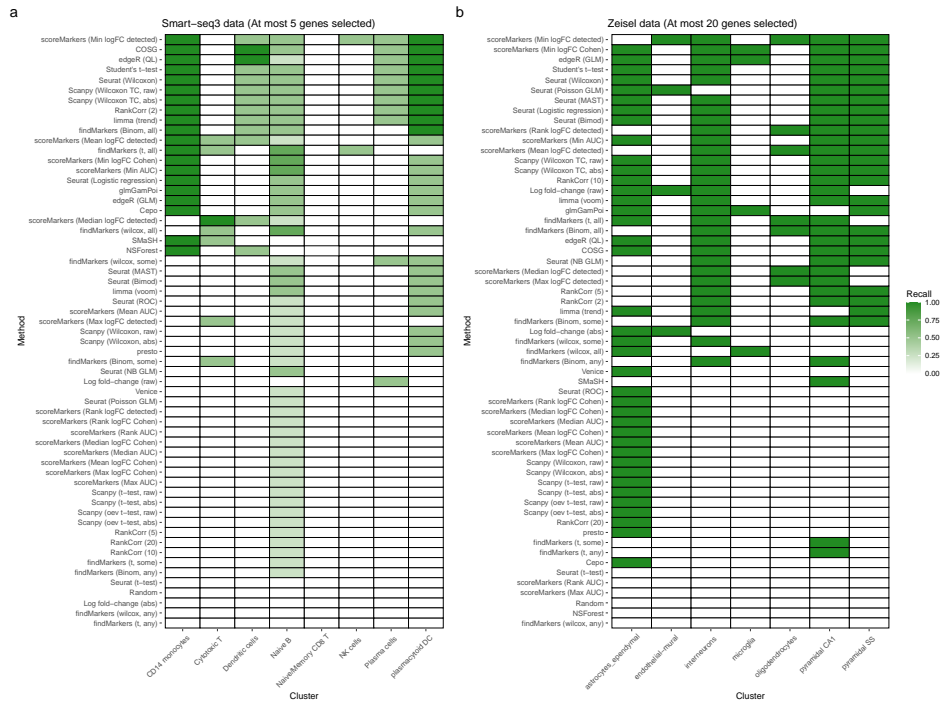 a
Smart−seq3 data (At most 5 genes selected)
scoreMarkers (Min logFC detected)
COSG
edgeR (QL)
Student's t−test
Seurat (Wilcoxon)
Scanpy (Wilcoxon TC, raw)
Scanpy (Wilcoxon TC, abs)
RankCorr (2)
limma (trend)
findMarkers (Binom, all)
scoreMarkers (Mean logFC detected)
findMarkers (t, all)
scoreMarkers (Min logFC Cohen)
scoreMarkers (Min AUC)
Seurat (Logistic regression)
glmGamPoi
edgeR (GLM)
Cepo
scoreMarkers (Median logFC detected)
findMarkers (wilcox, all)
SMaSH
NSForest
findMarkers (wilcox, some)
Seurat (MAST)
Seurat (Bimod)
limma (voom)
Seurat (ROC)
scoreMarkers (Mean AUC)
scoreMarkers (Max logFC detected)
Scanpy (Wilcoxon, raw)
Scanpy (Wilcoxon, abs)
presto
findMarkers (Binom, some)
Seurat (NB GLM)
Log fold−change (raw)
Venice
Seurat (Poisson GLM)
scoreMarkers (Rank logFC detected)
scoreMarkers (Rank logFC Cohen)
scoreMarkers (Rank AUC)
scoreMarkers (Median logFC Cohen)
scoreMarkers (Median AUC)
scoreMarkers (Mean logFC Cohen)
scoreMarkers (Max logFC Cohen)
scoreMarkers (Max AUC)
Scanpy (t−test, raw)
Scanpy (t−test, abs)
Scanpy (oev t−test, raw)
Scanpy (oev t−test, abs)
RankCorr (5)
RankCorr (20)
RankCorr (10)
findMarkers (t, some)
findMarkers (Binom, any)
Seurat (t−test)
Random
Log fold−change (abs)
findMarkers (wilcox, any)
findMarkers (t, any)
Method
CD14 monocytes
Cytotoxic T
Dendritic cells
Naive B
Naive/Memory CD8 T
NK cells
Plasma cells
plasmacytoid DC
Cluster
b
Zeisel data (At most 20 genes selected)
scoreMarkers (Min logFC detected)
scoreMarkers (Min logFC Cohen)
edgeR (GLM)
Student's t−test
Seurat (Wilcoxon)
Seurat (Poisson GLM)
Seurat (MAST)
Seurat (Logistic regression)
Seurat (Bimod)
scoreMarkers (Rank logFC detected)
scoreMarkers (Min AUC)
scoreMarkers (Mean logFC detected)
Scanpy (Wilcoxon TC, raw)
Scanpy (Wilcoxon TC, abs)
RankCorr (10)
Log fold−change (raw)
limma (voom)
glmGamPoi
findMarkers (t, all)
findMarkers (Binom, all)
edgeR (QL)
COSG
Seurat (NB GLM)
scoreMarkers (Median logFC detected)
scoreMarkers (Max logFC detected)
RankCorr (5)
RankCorr (2)
limma (trend)
findMarkers (Binom, some)
Log fold−change (abs)
findMarkers (wilcox, some)
findMarkers (wilcox, all)
findMarkers (Binom, any)
Venice
SMaSH
Seurat (ROC)
scoreMarkers (Rank logFC Cohen)
scoreMarkers (Median logFC Cohen)
scoreMarkers (Median AUC)
scoreMarkers (Mean logFC Cohen)
scoreMarkers (Mean AUC)
scoreMarkers (Max logFC Cohen)
Scanpy (Wilcoxon, raw)
Scanpy (Wilcoxon, abs)
Scanpy (t−test, raw)
Scanpy (t−test, abs)
Scanpy (oev t−test, raw)
Scanpy (oev t−test, abs)
RankCorr (20)
presto
findMarkers (t, some)
findMarkers (t, any)
Cepo
Seurat (t−test)
scoreMarkers (Rank AUC)
scoreMarkers (Max AUC)
Random
NSForest
findMarkers (wilcox, any)
Method
astrocytes_ependymal
endothelial−mural
interneurons
microglia
oligodendrocytes
pyramidal CA1
pyramidal SS
Cluster
Recall
1.00
0.75
0.50
0.25
0.00